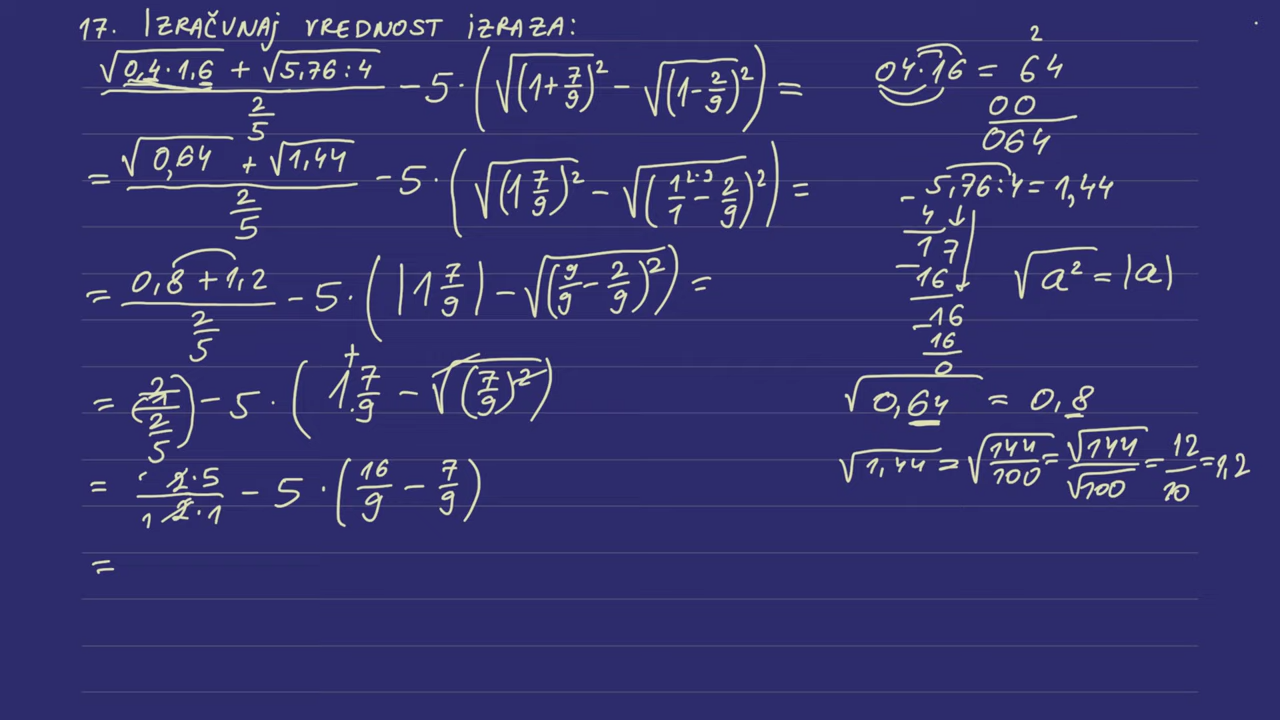 17. IZRAČUNAJ VREDNOST IZRAZA:
(√(0,4·1,6) + √(5,76:4)) / (2/5) − 5·(√((1+7/9)²) − √((1−2/9)²)) =
= (√0,64 + √1,44) / (2/5) − 5·(√((1 7/9)²) − √((1/1 ·9/·9 − 2/9)²)) =
= (0,8 + 1,2) / (2/5) − 5·(|1 7/9| − √((9/9 − 2/9)²)) =
= ((2/1) / (2/5)) − 5·(1 7/9 − √((7/9)²))
= (2·5) / (2·1) − 5·(16/9 − 7/9)
=
2
04·16 = 64
00
064
5,76:4 = 1,44
− 4
17
− 16
− 16
16
0
√a² = |a|
√0,64 = 0,8
√1,44 = √(144/100) = √144/√100 = 12/10 = 1,2